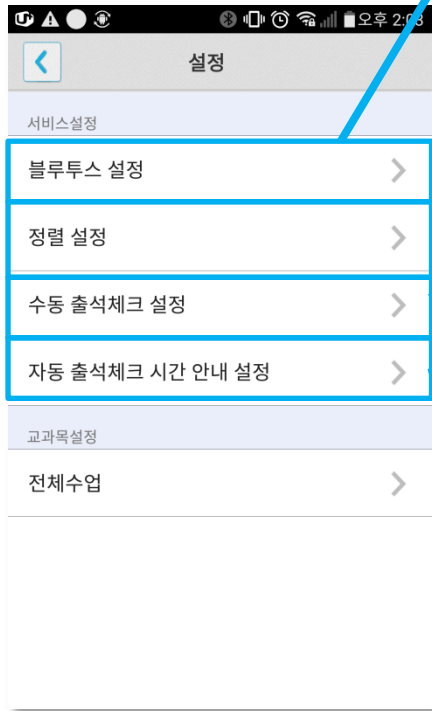 오후 2:03
설정
서비스설정
블루투스 설정
정렬 설정
수동 출석체크 설정
자동 출석체크 시간 안내 설정
교과목설정
전체수업